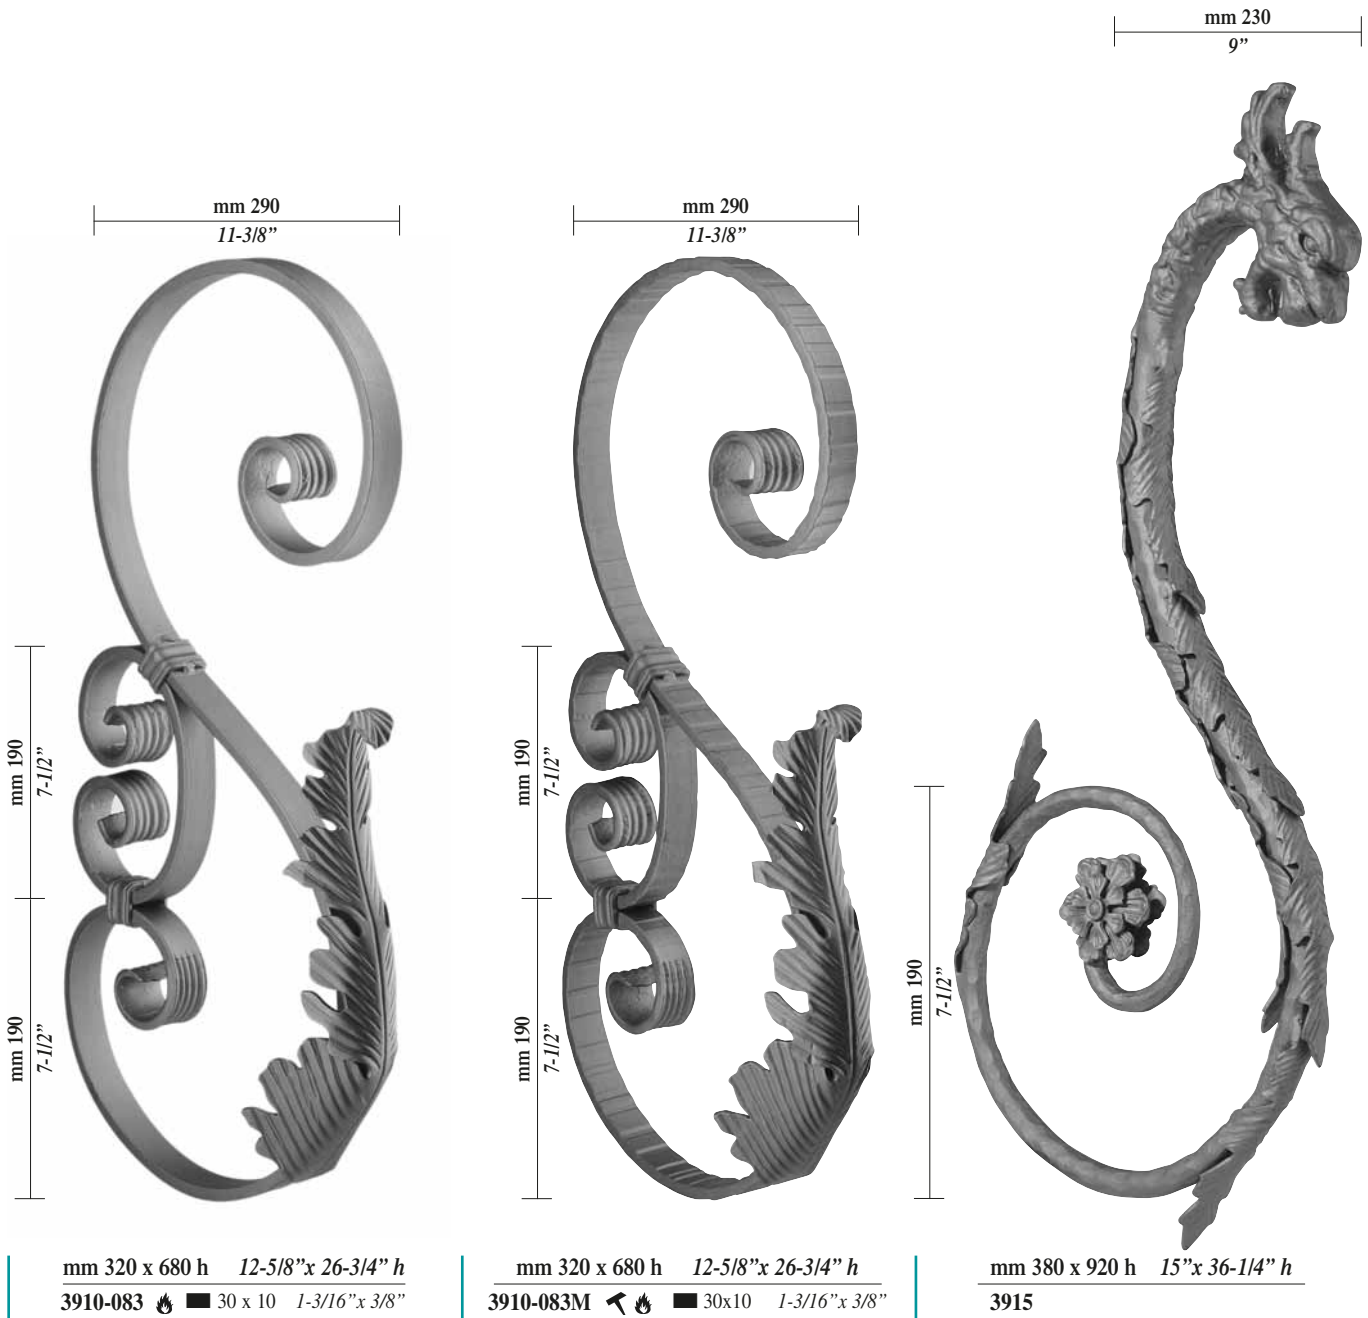 mm 230
9”
mm 290
11-3/8”
mm 290
11-3/8”
mm 190
7-1/2”
mm 190
7-1/2”
mm 190
7-1/2”
mm 190
7-1/2”
mm 190
7-1/2”
mm 320 x 680 h 12-5/8”x 26-3/4” h
3910-083 30 x 10 1-3/16”x 3/8”
mm 320 x 680 h 12-5/8”x 26-3/4” h
3910-083M 30x10 1-3/16”x 3/8”
mm 380 x 920 h 15”x 36-1/4” h
3915